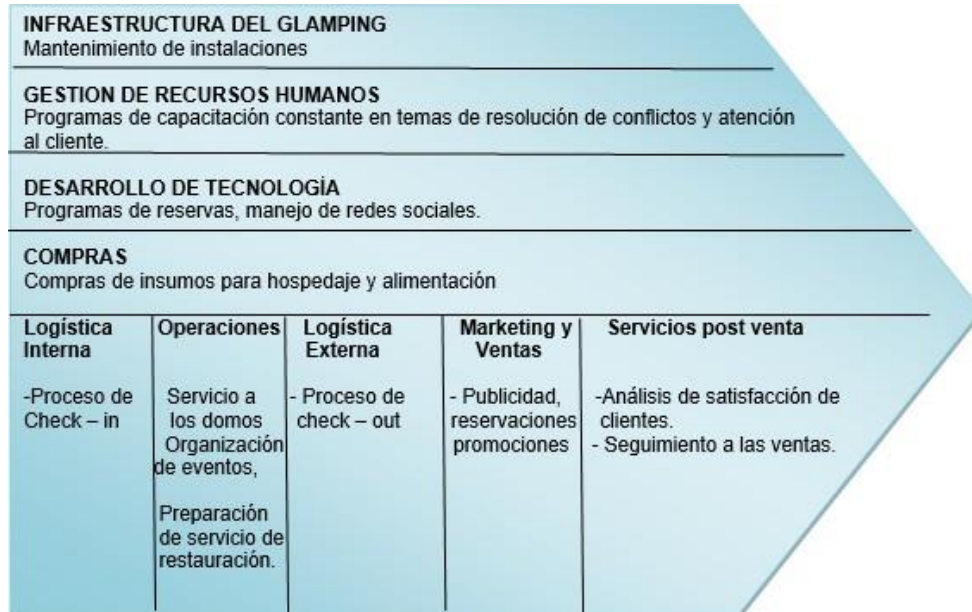 INFRAESTRUCTURA DEL GLAMPING
Mantenimiento de instalaciones
GESTION DE RECURSOS HUMANOS
Programas de capacitación constante en temas de resolución de conflictos y atención
al cliente.
DESARROLLO DE TECNOLOGÍA
Programas de reservas, manejo de redes sociales.
COMPRAS
Compras de insumos para hospedaje y alimentación
Logística
Interna
-Proceso de
Check – in
Operaciones
Servicio a
los domos
Organización
de eventos,
Preparación
de servicio de
restauración.
Logística
Externa
- Proceso de
check – out
Marketing y
Ventas
- Publicidad,
reservaciones
promociones
Servicios post venta
-Análisis de satisfacción de
clientes.
- Seguimiento a las ventas.